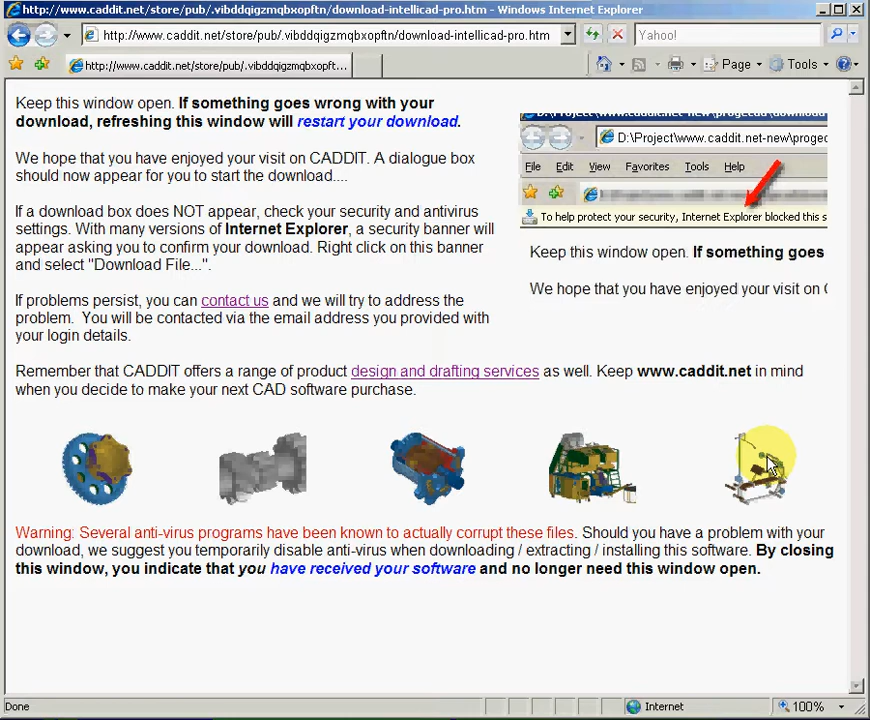 http://www.caddit.net/store/pub/.vibddqigzmqbxopftn/download-intellicad-pro.htm - Windows Internet Explorer
http://www.caddit.net/store/pub/.vibddqigzmqbxopftn/download-intellicad-pro.htm
Yahoo!
http://www.caddit.net/store/pub/.vibddqigzmqbxopft...
Page
Tools
Keep this window open. If something goes wrong with your
download, refreshing this window will restart your download.
We hope that you have enjoyed your visit on CADDIT. A dialogue box
should now appear for you to start the download....
If a download box does NOT appear, check your security and antivirus
settings. With many versions of Internet Explorer, a security banner will
appear asking you to confirm your download. Right click on this banner
and select "Download File...".
If problems persist, you can contact us and we will try to address the
problem. You will be contacted via the email address you provided with
your login details.
D:\Project\www.caddit.net-new\progec
File Edit View Favorites Tools Help
To help protect your security, Internet Explorer blocked this s
Keep this window open. If something goes
We hope that you have enjoyed your visit on
Remember that CADDIT offers a range of product design and drafting services as well. Keep www.caddit.net in mind
when you decide to make your next CAD software purchase.
Warning: Several anti-virus programs have been known to actually corrupt these files. Should you have a problem with your
download, we suggest you temporarily disable anti-virus when downloading / extracting / installing this software. By closing
this window, you indicate that you have received your software and no longer need this window open.
Done
Internet
100%